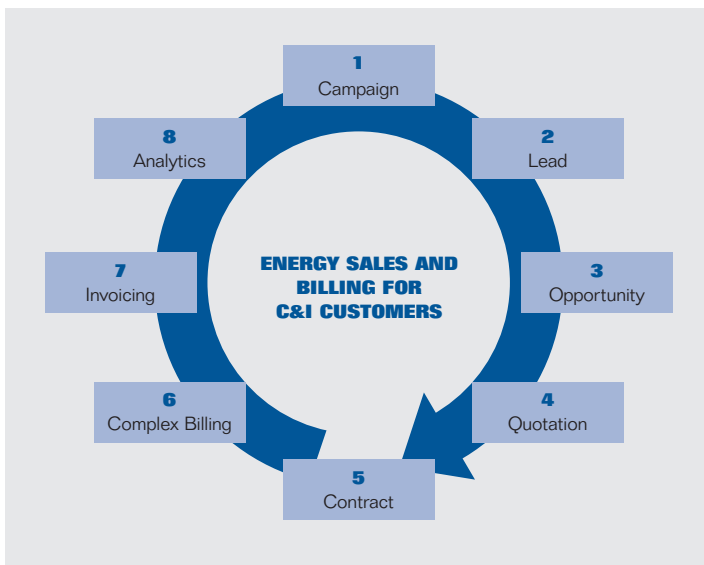 1
Campaign
2
Lead
3
Opportunity
4
Quotation
5
Contract
6
Complex Billing
7
Invoicing
8
Analytics
ENERGY SALES AND
BILLING FOR
C&I CUSTOMERS